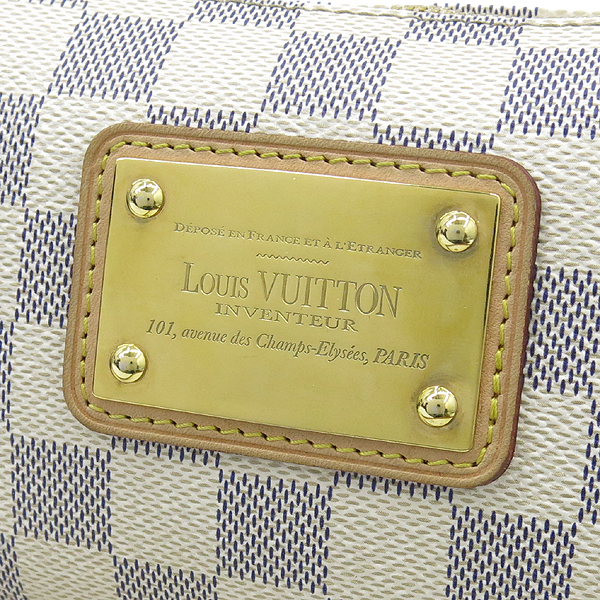 DÉPOSÉ EN FRANCE ET À L'ETRANGER
LOUIS VUITTON
INVENTEUR
101, avenue des Champs-Elysées, PARIS